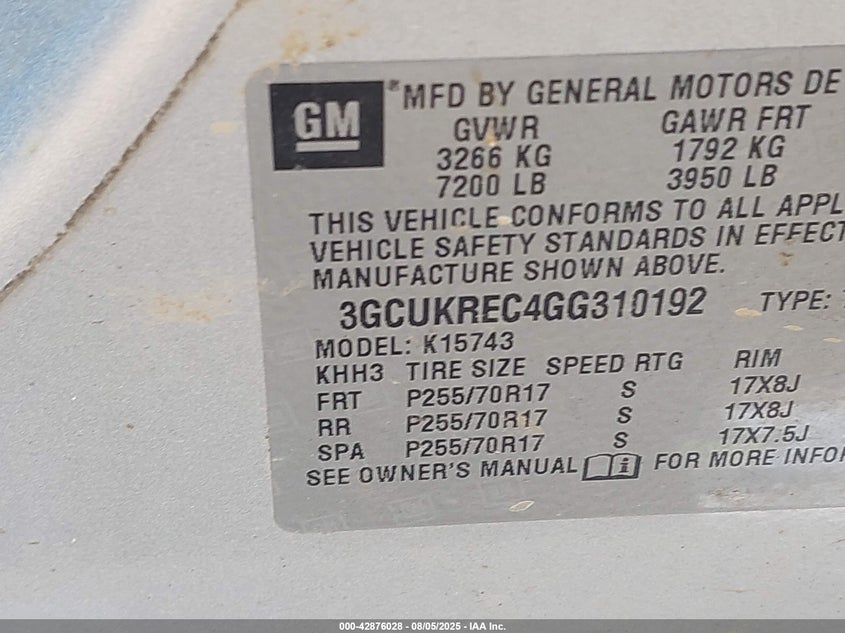 GM
®MFD BY GENERAL MOTORS DE
GVWR GAWR FRT
3266 KG 1792 KG
7200 LB 3950 LB
THIS VEHICLE CONFORMS TO ALL APPL
VEHICLE SAFETY STANDARDS IN EFFECT
MANUFACTURE SHOWN ABOVE.
3GCUKREC4GG310192 TYPE:
MODEL: K15743
KHH3 TIRE SIZE SPEED RTG RIM
FRT P255/70R17 S 17X8J
RR P255/70R17 S 17X8J
SPA P255/70R17 S 17X7.5J
SEE OWNER'S MANUAL FOR MORE INFOR
000-42876028 - 08/05/2025 - IAA Inc.